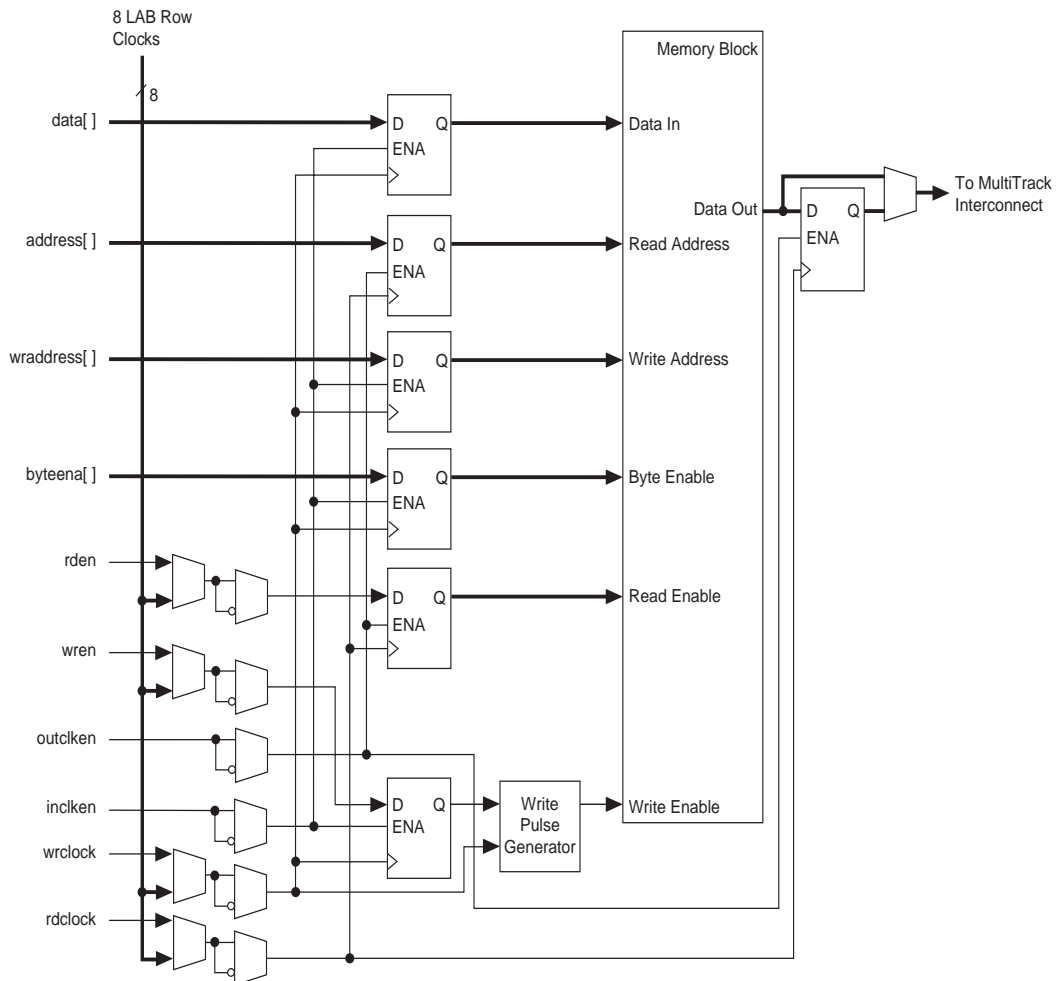 8 LAB Row
Clocks
8
Memory Block
data[ ]
D Q
ENA
Data In
To MultiTrack
Interconnect
Data Out
D Q
ENA
address[ ]
D Q
ENA
Read Address
wraddress[ ]
D Q
ENA
Write Address
byteena[ ]
D Q
ENA
Byte Enable
rden
D Q
ENA
Read Enable
wren
outclken
inclken
D Q
ENA
Write
Pulse
Generator
Write Enable
wrclock
rdclock